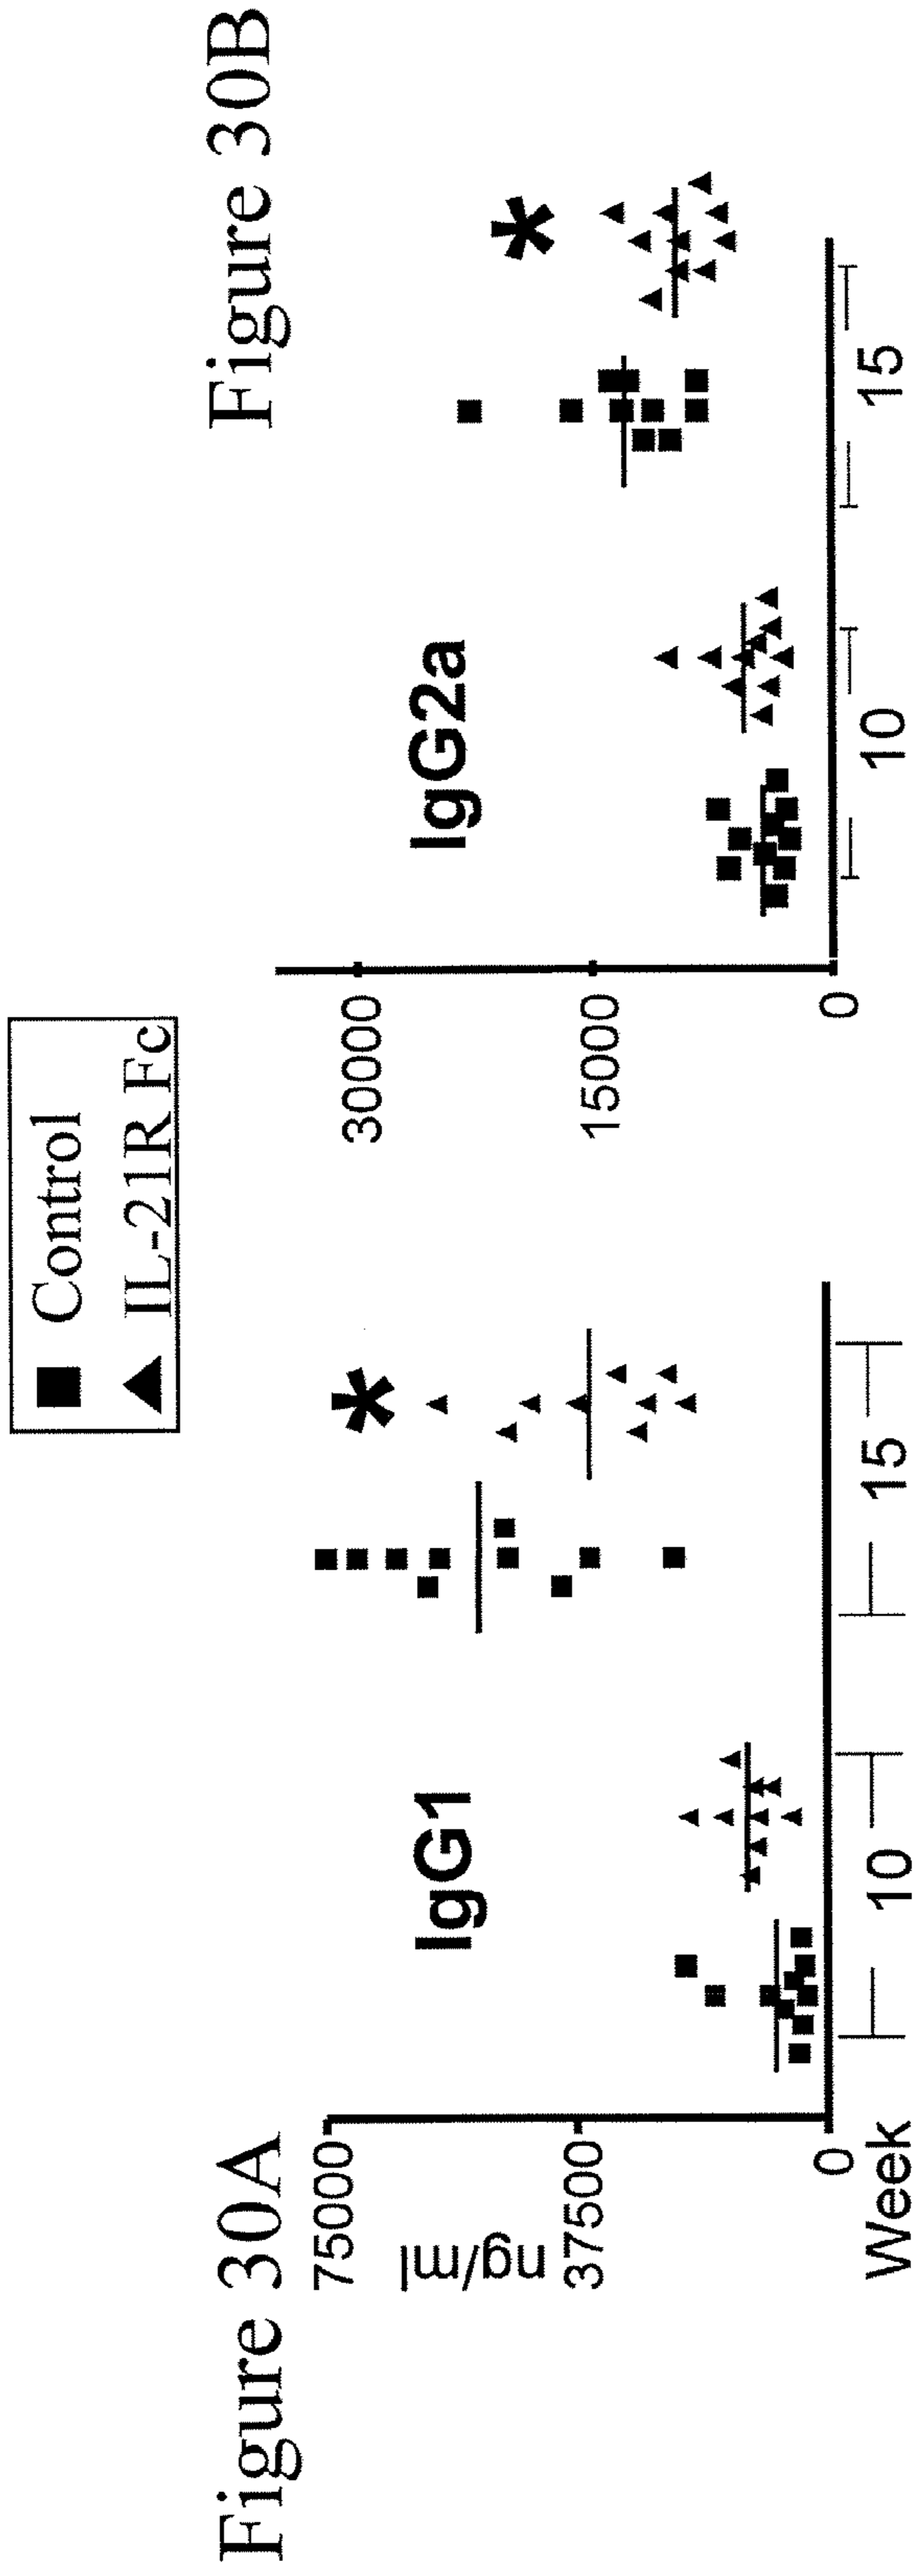 Control
IL-21R Fc
Figure 30A
Figure 30B
75000
37500
0
ng/ml
IgG1
*
Week
10
15
30000
15000
0
IgG2a
*
10
15